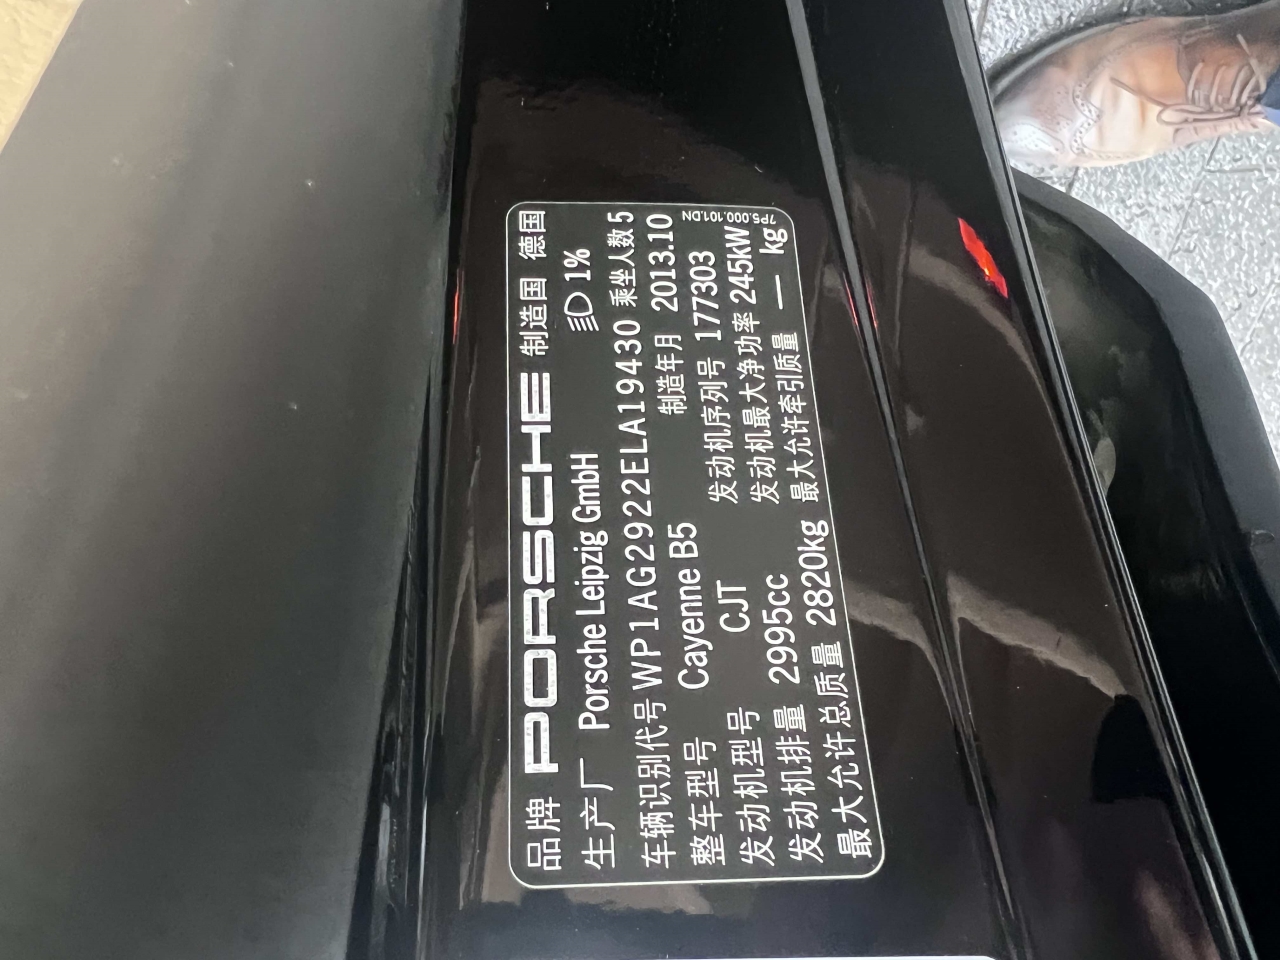 品牌 PORSCHE 制造国 德国
生产厂 Porsche Leipzig GmbH 1%
车辆识别代号 WP1AG2922ELA19430 乘坐人数 5
整车型号 Cayenne B5 制造年月 2013.10
发动机型号 CJT 发动机序列号 177303
发动机排量 2995cc 发动机最大净功率 245kW
最大允许总质量 2820kg 最大允许牵引质量 — kg
7P5.000.101.DN